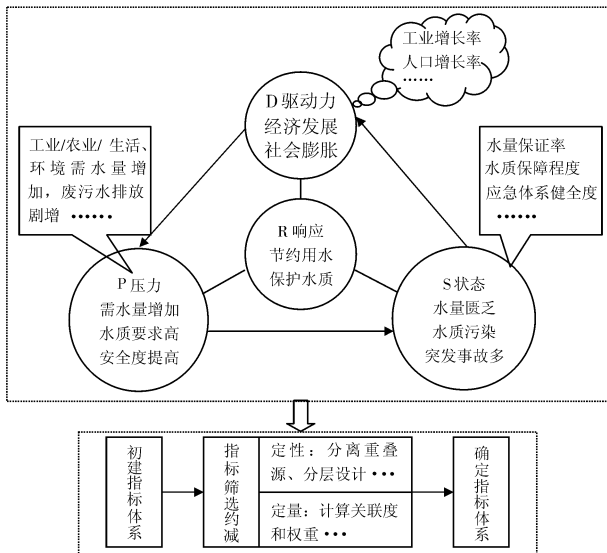 工业增长率
人口增长率
……
D 驱动力
经济发展
社会膨胀
工业/农业/ 生活、
环境需水量增
加，废污水排放
剧增 ……
水量保证率
水质保障程度
应急体系健全度
……
R 响应
节约用水
保护水质
P 压力
需水量增加
水质要求高
安全度提高
S 状态
水量匮乏
水质污染
突发事故多
初建指标体系
指标筛选约减
定性：分离重叠
源、分层设计 …
定量：计算关联度
和权重 …
确定指标体系